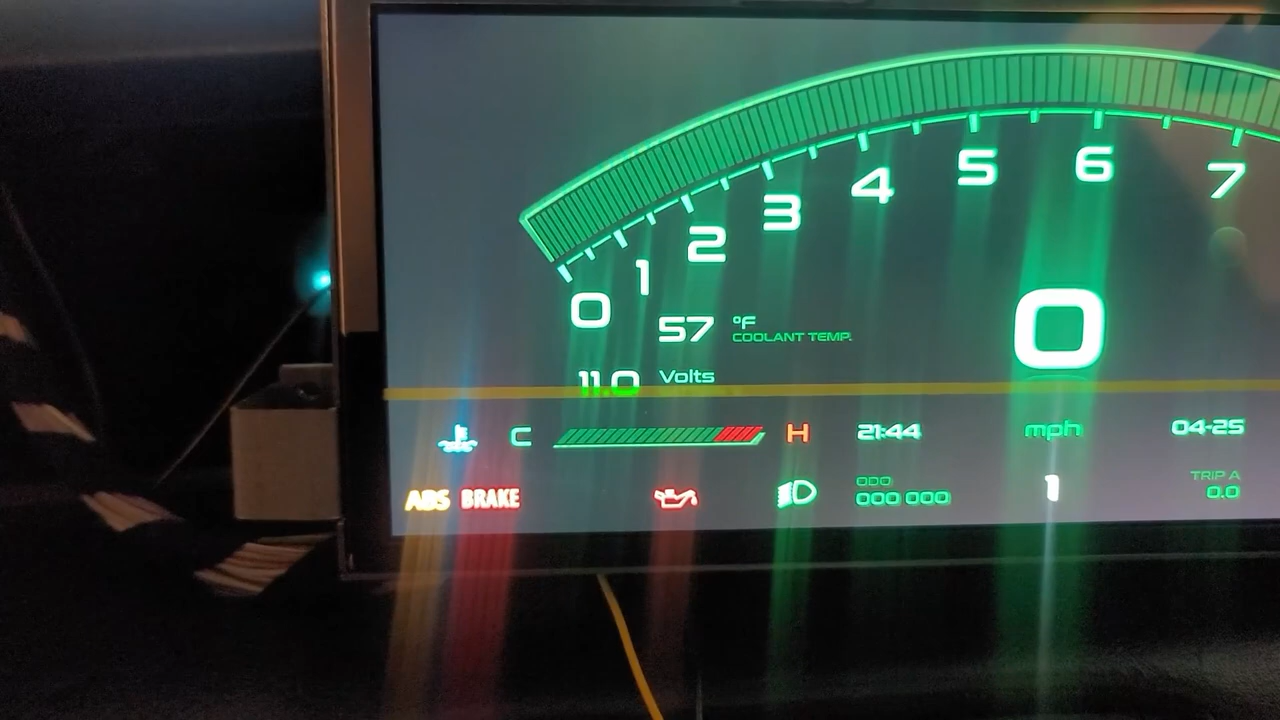 0 1 2 3 4 5 6 7
57 °F
COOLANT TEMP.
0
11.0 Volts
C H 21:44 mph 04-25
ABS BRAKE
ODO
000 000
1
TRIP A
0.0